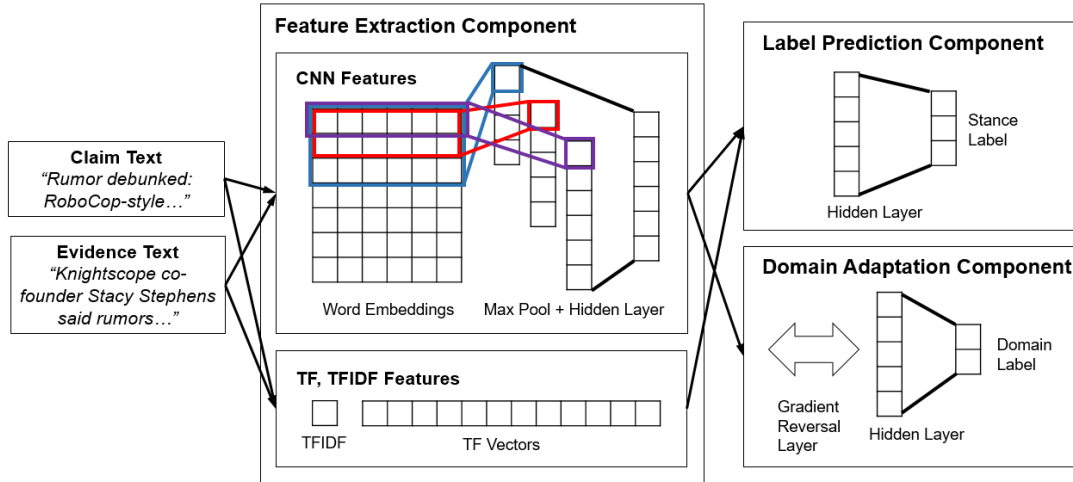 Claim Text
“Rumor debunked:
RoboCop-style…”
Evidence Text
“Knightscope co-
founder Stacy Stephens
said rumors…”
Feature Extraction Component
CNN Features
Word Embeddings
Max Pool + Hidden Layer
TF, TFIDF Features
TFIDF
TF Vectors
Label Prediction Component
Stance
Label
Hidden Layer
Domain Adaptation Component
Domain
Label
Gradient
Reversal
Layer
Hidden Layer